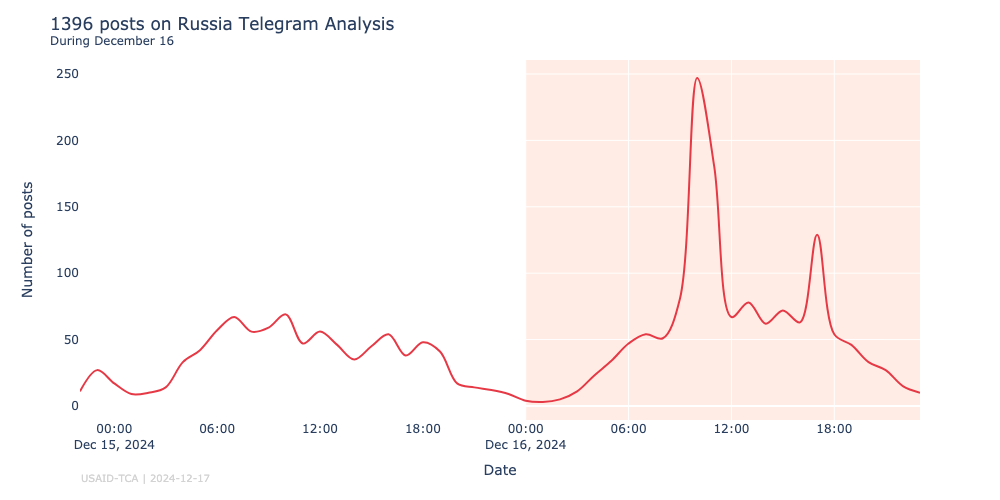 1396 posts on Russia Telegram Analysis
During December 16
250
200
150
100
50
0
Number of posts
00:00 06:00 12:00 18:00 00:00 06:00 12:00 18:00
Dec 15, 2024 Dec 16, 2024
Date
USAID-TCA | 2024-12-17